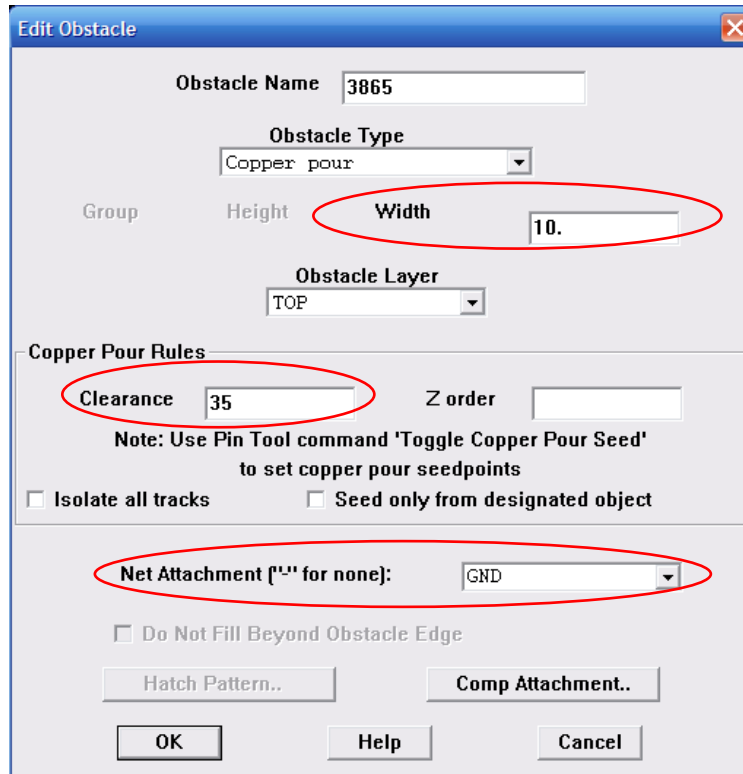 Edit Obstacle
Obstacle Name 3865
Obstacle Type
Copper pour
Group Height Width 10.
Obstacle Layer
TOP
Copper Pour Rules
Clearance 35 Z order
Note: Use Pin Tool command 'Toggle Copper Pour Seed'
to set copper pour seedpoints
Isolate all tracks Seed only from designated object
Net Attachment ("-" for none): GND
Do Not Fill Beyond Obstacle Edge
Hatch Pattern.. Comp Attachment..
OK Help Cancel